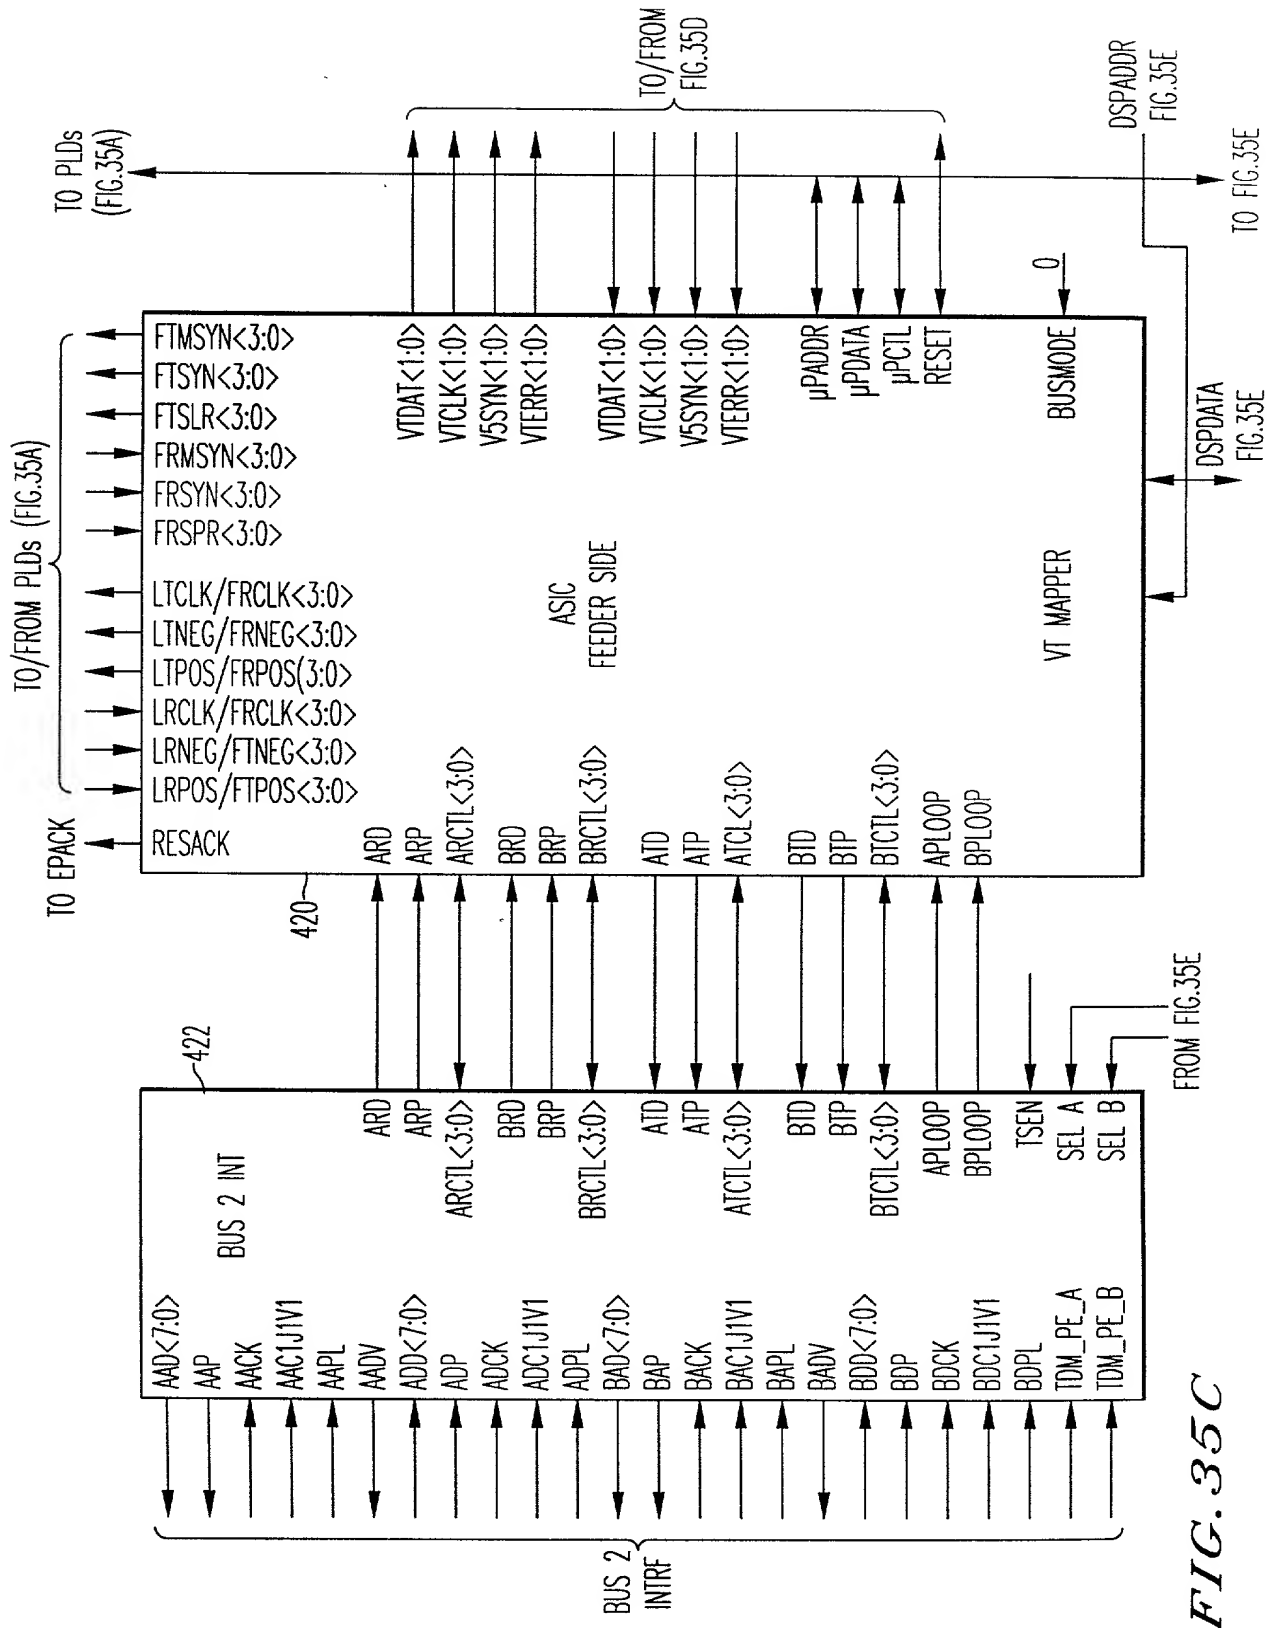 TO/FROM PLDs (FIG.35A)
TO EPACK
TO PLDs
(FIG.35A)
RESACK
LRPOS/FTPOS<3:0>
LRNEG/FTNEG<3:0>
LRCLK/FRCLK<3:0>
LTPOS/FRPOS(3:0>
LTNEG/FRNEG<3:0>
LTCLK/FRCLK<3:0>
FRSPR<3:0>
FRSYN<3:0>
FRMSYN<3:0>
FTSLR<3:0>
FTSYN<3:0>
FTMSYN<3:0>
422
420
BUS 2 INT
ASIC
FEEDER SIDE
VT MAPPER
BUS 2
INTRF
AAD<7:0>
AAP
AACK
AAC1J1V1
AAPL
AADV
ADD<7:0>
ADP
ADCK
ADC1J1V1
ADPL
BAD<7:0>
BAP
BACK
BAC1J1V1
BAPL
BADV
BDD<7:0>
BDP
BDCK
BDC1J1V1
BDPL
TDM_PE_A
TDM_PE_B
ARD
ARP
ARCTL<3:0>
BRD
BRP
BRCTL<3:0>
ATD
ATP
ATCTL<3:0>
BTD
BTP
BTCTL<3:0>
APLOOP
BPLOOP
TSEN
SEL A
SEL B
FROM FIG.35E
ARD
ARP
ARCTL<3:0>
BRD
BRP
BRCTL<3:0>
ATD
ATP
ATCL<3:0>
BTD
BTP
BTCTL<3:0>
APLOOP
BPLOOP
VTDAT<1:0>
VTCLK<1:0>
V5SYN<1:0>
VTERR<1:0>
VTDAT<1:0>
VTCLK<1:0>
V5SYN<1:0>
VTERR<1:0>
µPADDR
µPDATA
µPCTL
RESET
BUSMODE
0
TO/FROM
FIG.35D
DSPADDR
FIG.35E
DSPDATA
FIG.35E
TO FIG.35E
FIG.35C